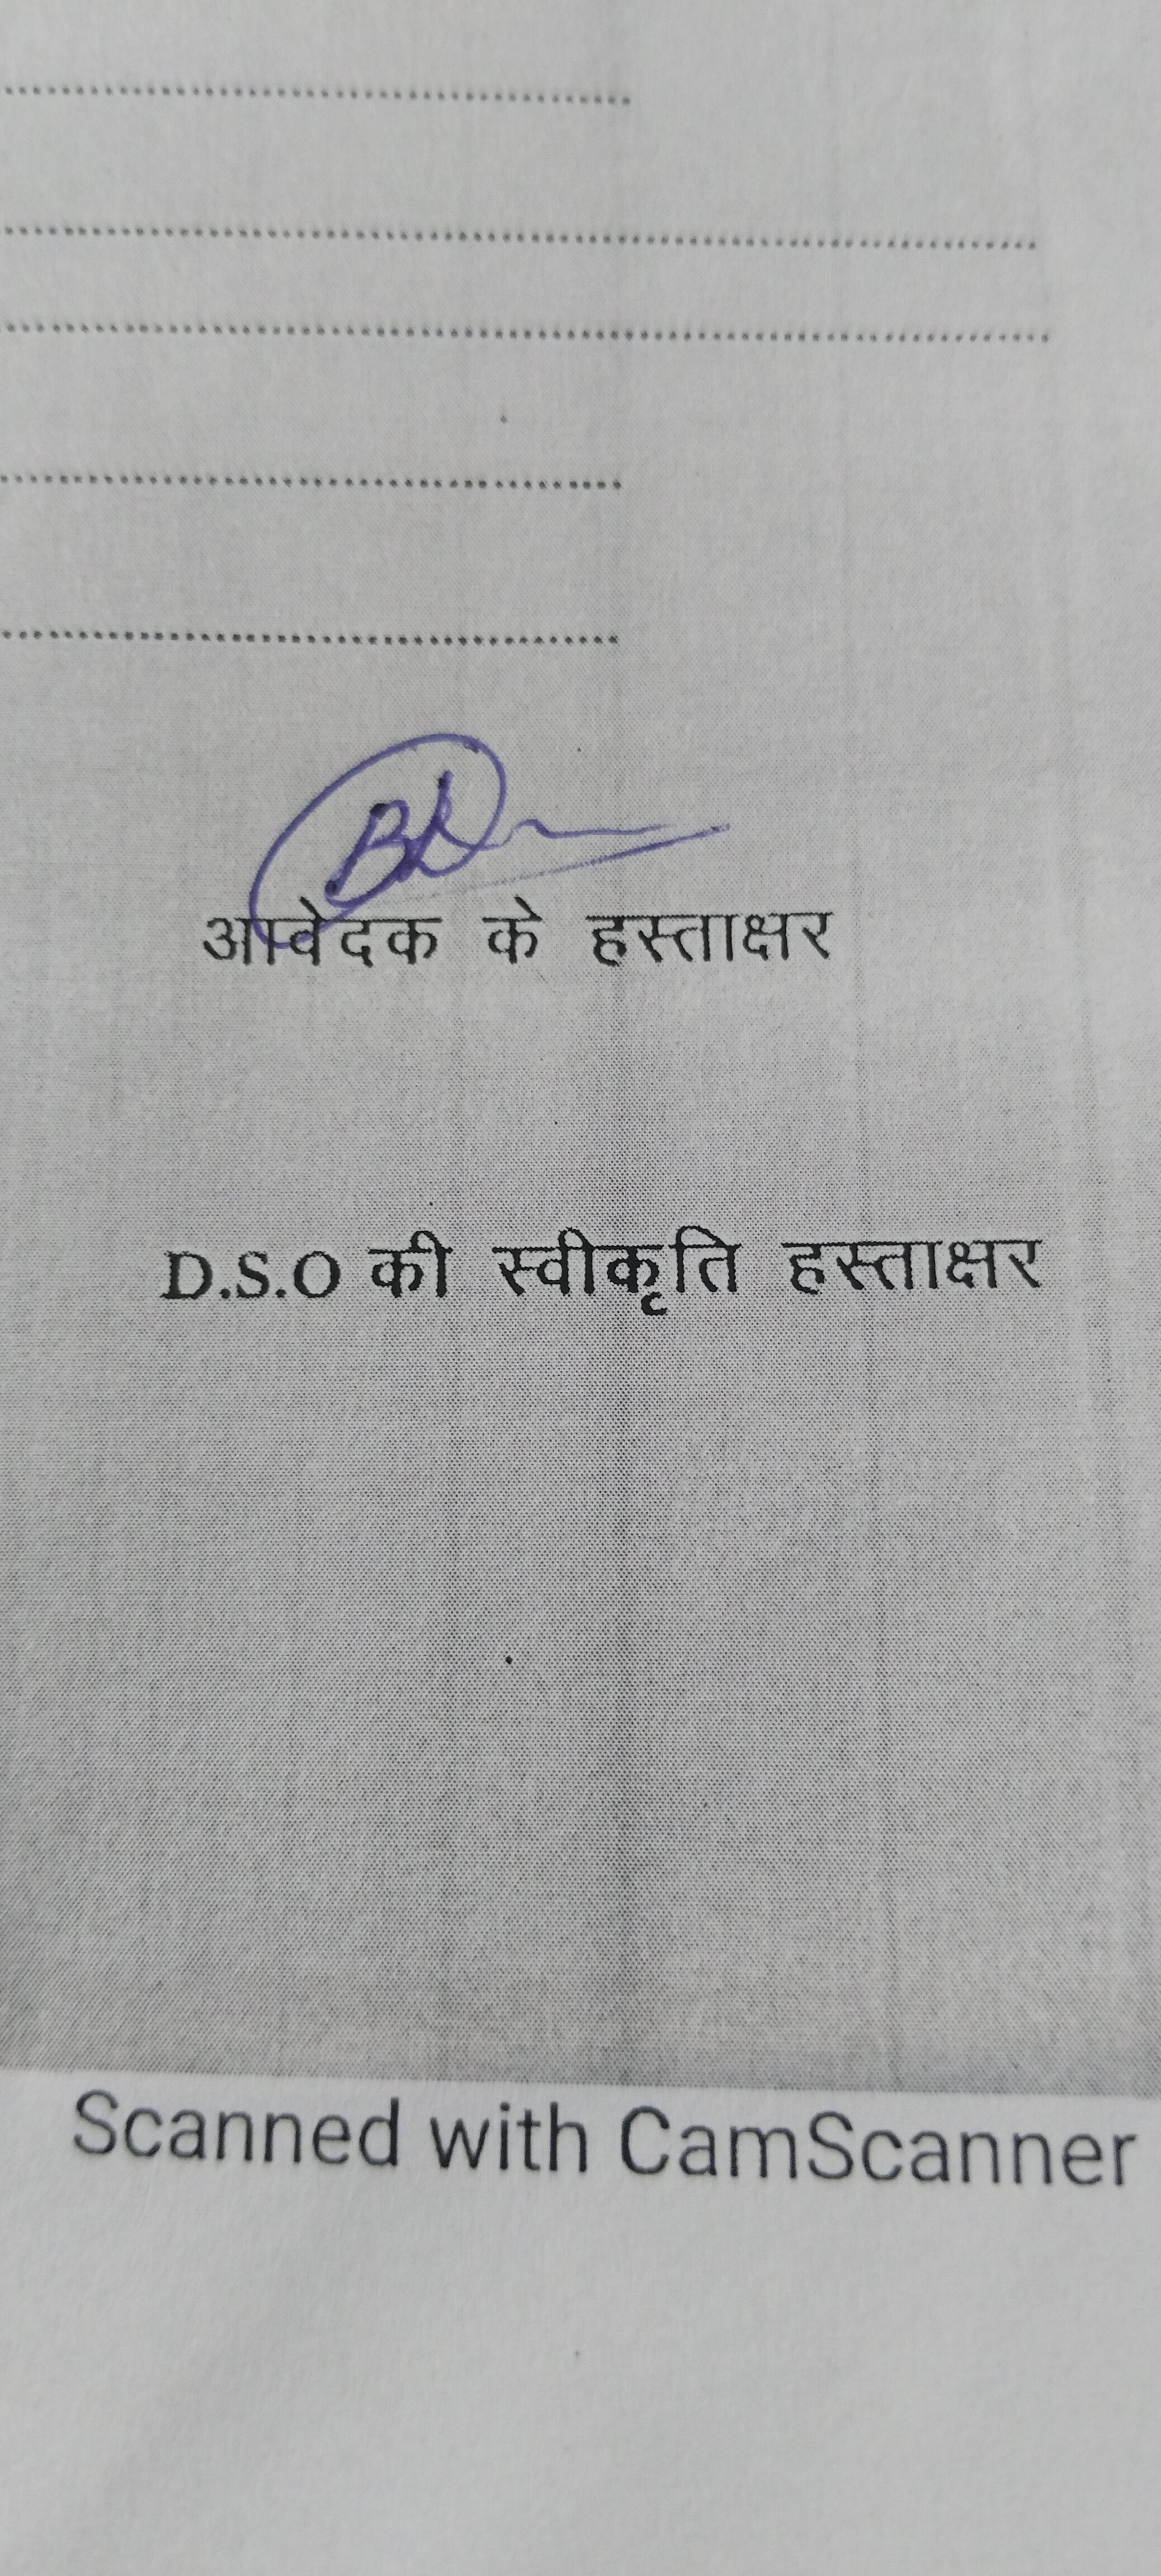 आवेदक के हस्ताक्षर
D.S.O की स्वीकृति हस्ताक्षर
Scanned with CamScanner